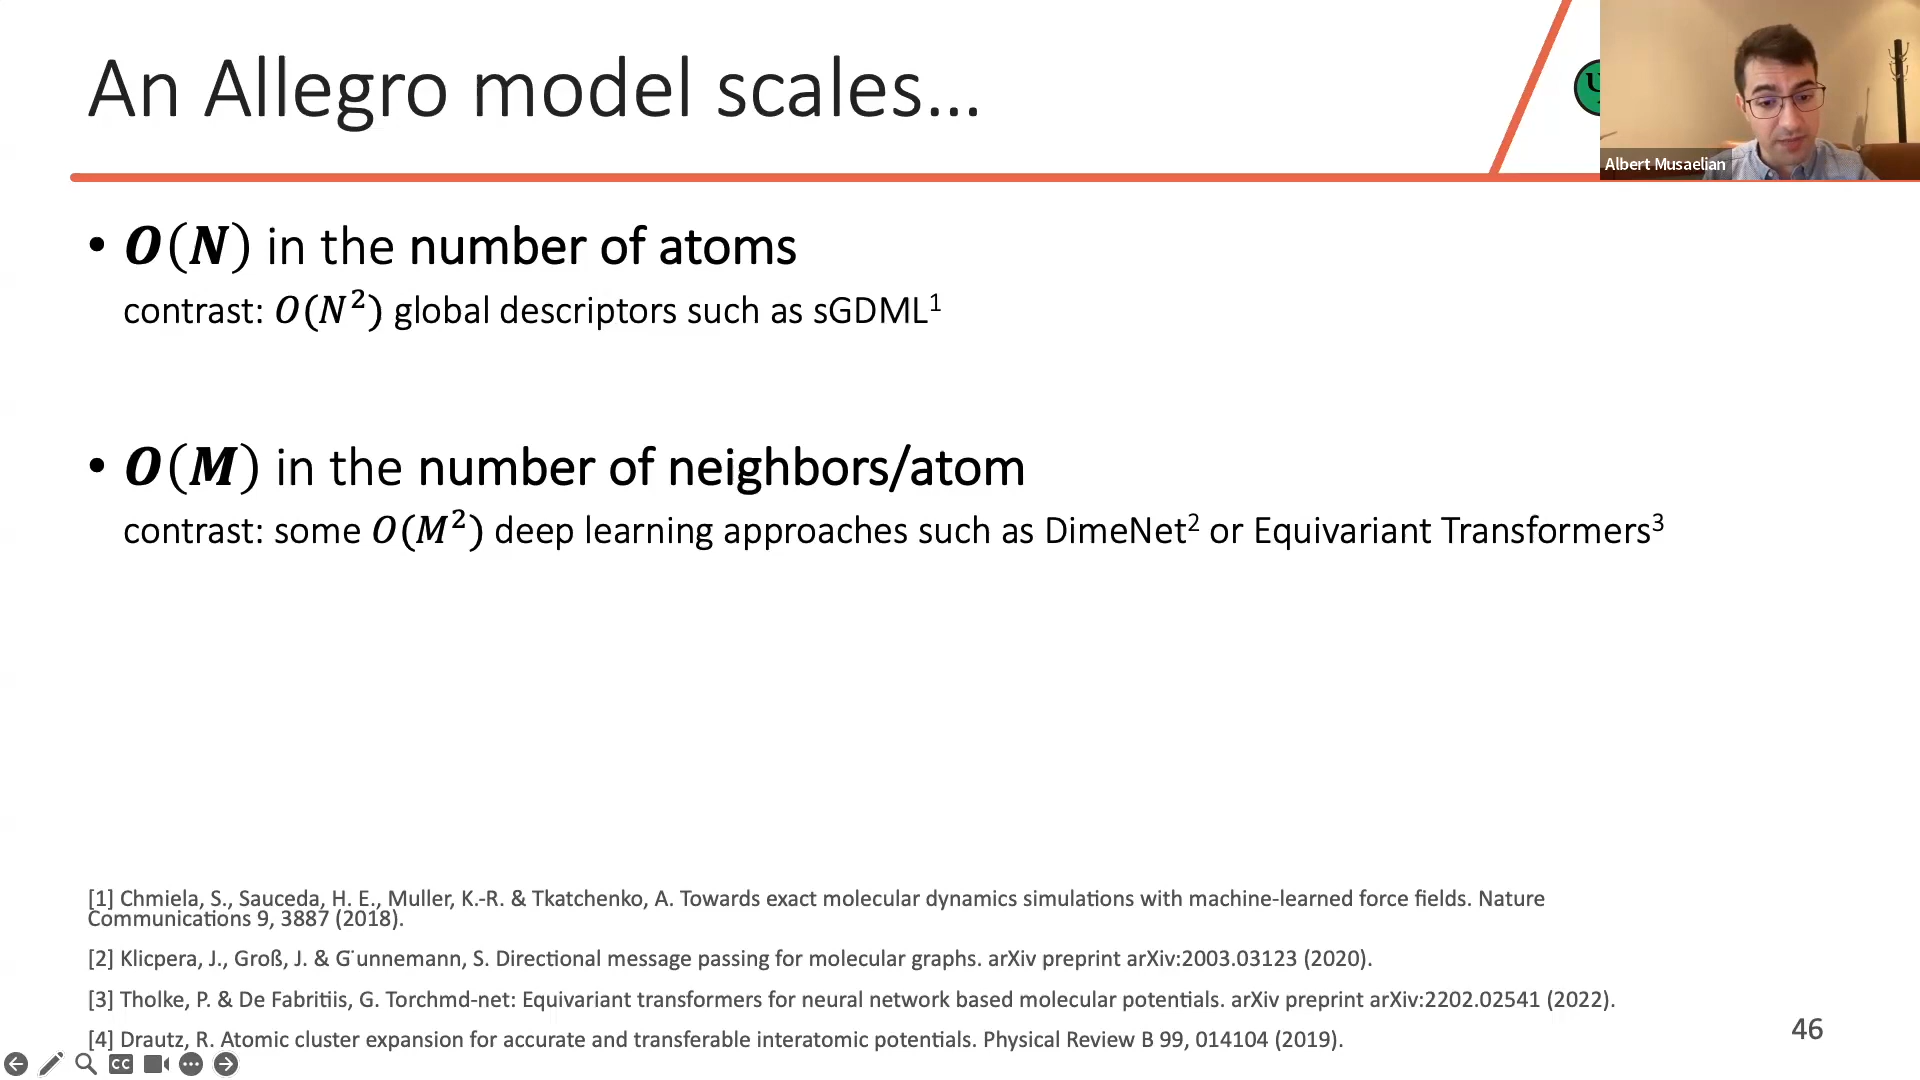 An Allegro model scales...
Albert Musaelian
• O(N) in the number of atoms
contrast: O(N²) global descriptors such as sGDML¹
• O(M) in the number of neighbors/atom
contrast: some O(M²) deep learning approaches such as DimeNet² or Equivariant Transformers³
[1] Chmiela, S., Sauceda, H. E., Muller, K.-R. & Tkatchenko, A. Towards exact molecular dynamics simulations with machine-learned force fields. Nature
Communications 9, 3887 (2018).
[2] Klicpera, J., Groß, J. & G¨unnemann, S. Directional message passing for molecular graphs. arXiv preprint arXiv:2003.03123 (2020).
[3] Tholke, P. & De Fabritiis, G. Torchmd-net: Equivariant transformers for neural network based molecular potentials. arXiv preprint arXiv:2202.02541 (2022).
[4] Drautz, R. Atomic cluster expansion for accurate and transferable interatomic potentials. Physical Review B 99, 014104 (2019).
46
CC